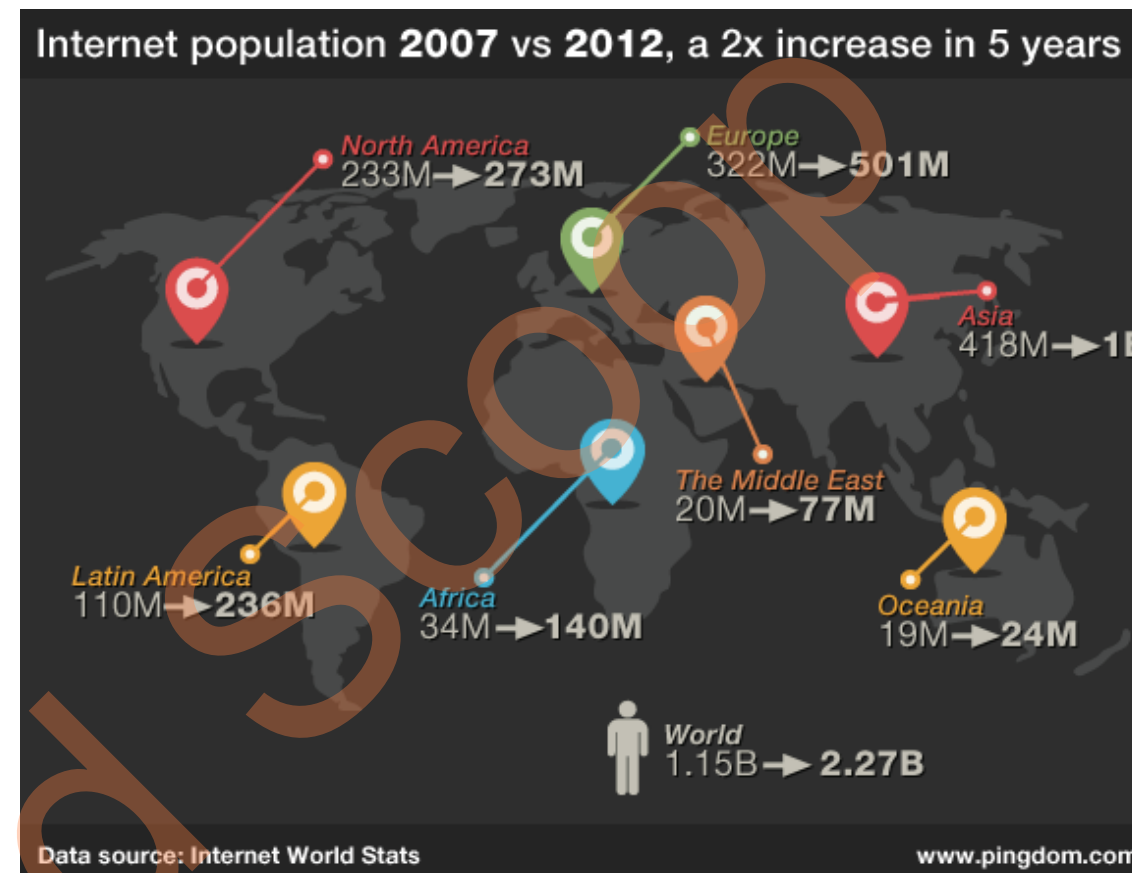 Internet population 2007 vs 2012, a 2x increase in 5 years
North America
233M→273M
Europe
322M→501M
Asia
418M→1B
The Middle East
20M→77M
Latin America
110M→236M
Africa
34M→140M
Oceania
19M→24M
World
1.15B→ 2.27B
Data source: Internet World Stats
www.pingdom.com
d scoop